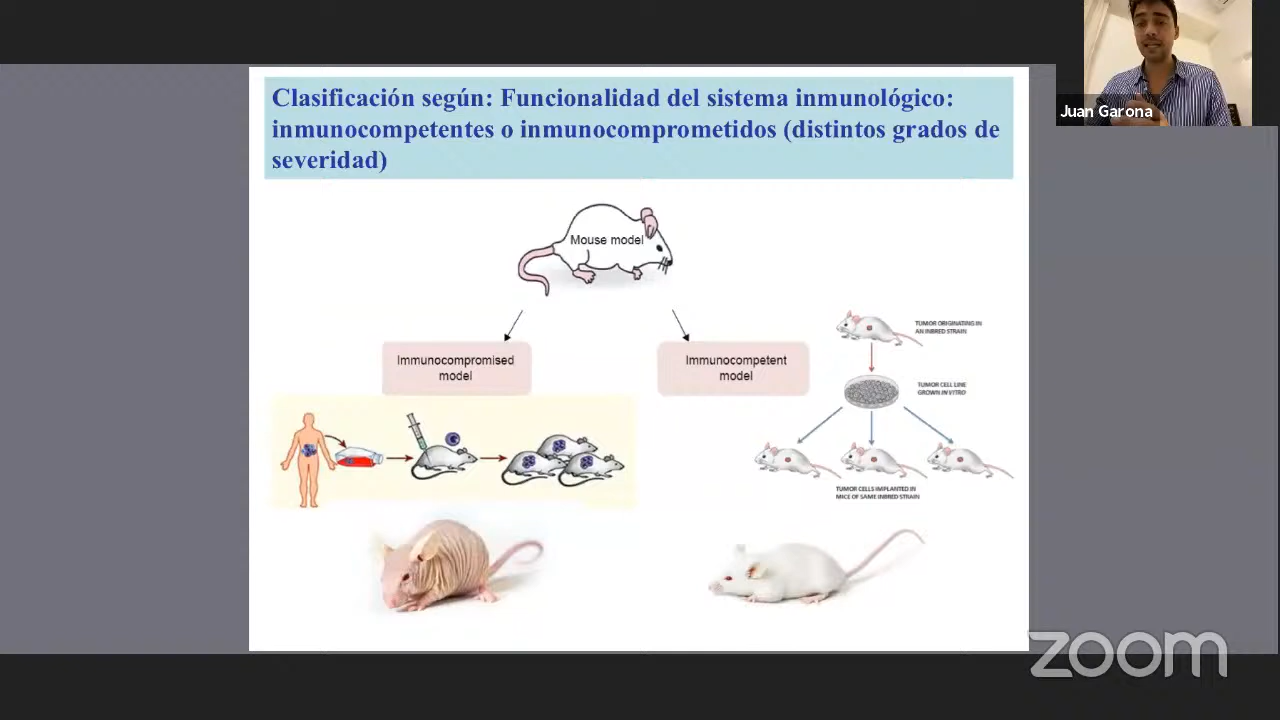 Clasificación según: Funcionalidad del sistema inmunológico:
inmunocompetentes o inmunocomprometidos (distintos grados de
severidad)
Juan Garona
Mouse model
Immunocompromised
model
Immunocompetent
model
TUMOR ORIGINATING IN
AN INBRED STRAIN
TUMOR CELL LINE
GROWN IN VITRO
TUMOR CELLS IMPLANTED IN
MICE OF SAME INBRED STRAIN
zoom